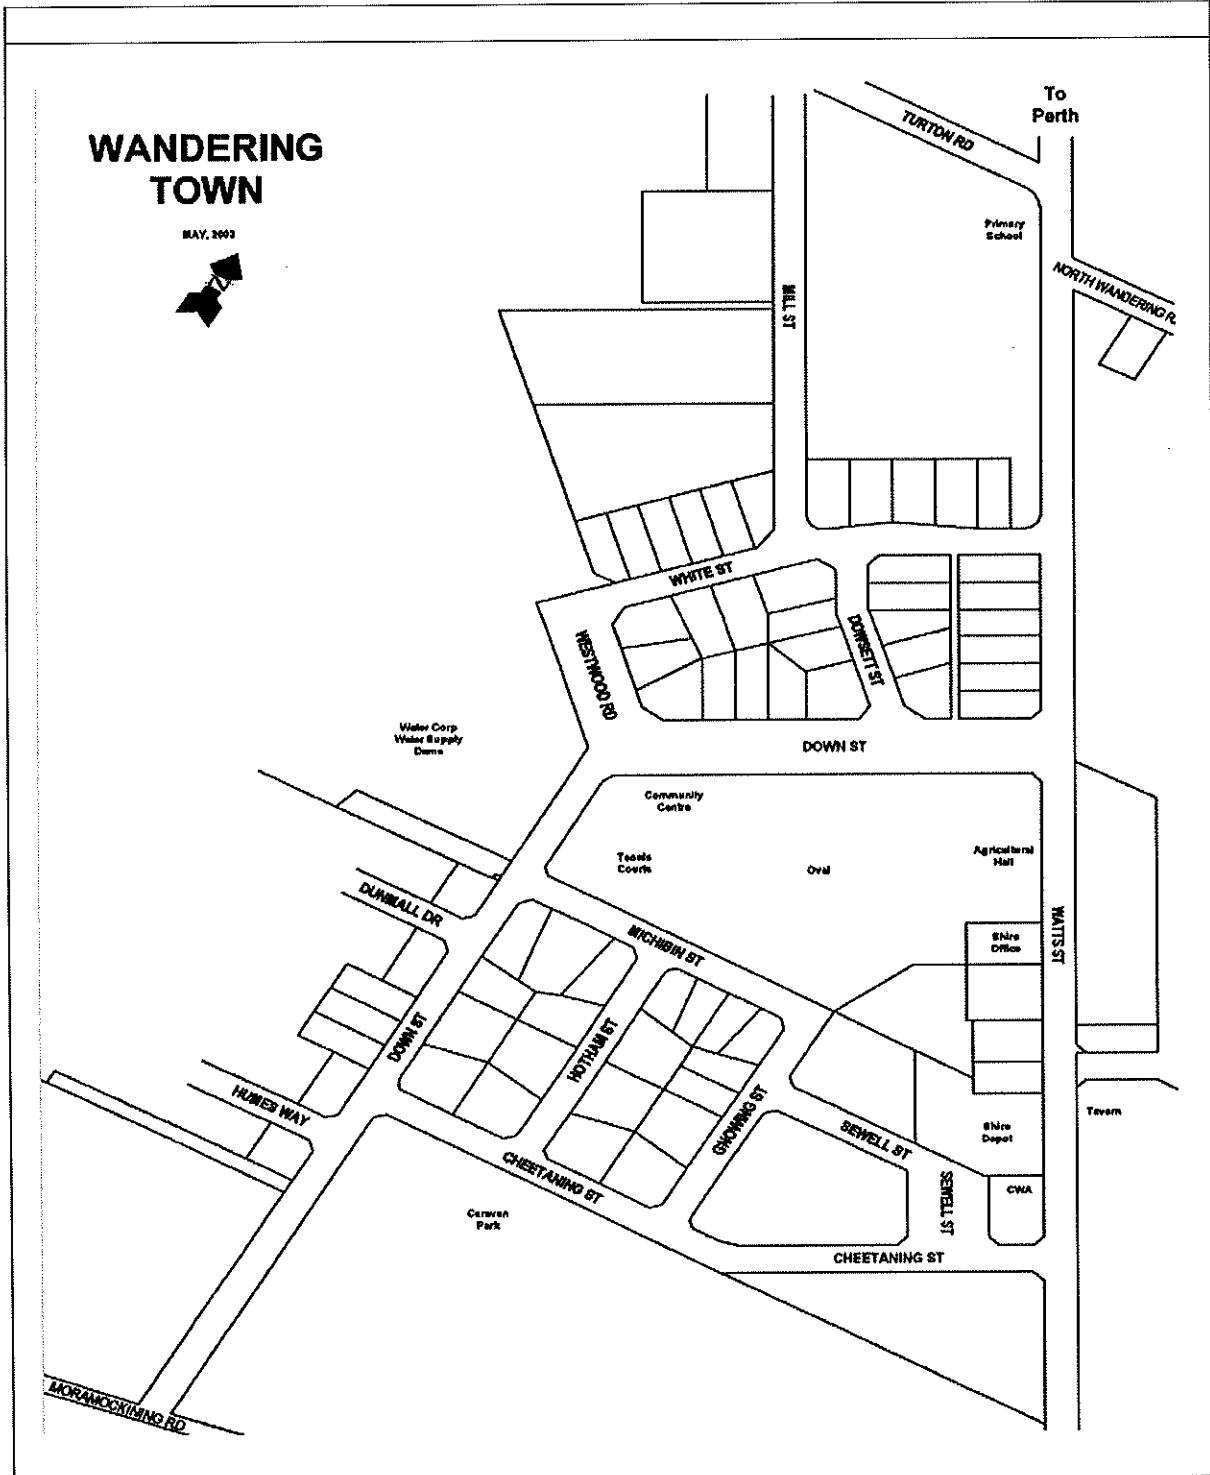 To
Perth
TURTON RD
WANDERING
TOWN
MAY, 2003
N
Primary
School
NORTH WANDERING R
MILL ST
WHITE ST
DOWSETT ST
WESTWOOD RD
Water Corp
Water Supply
Dams
DOWN ST
Community
Centre
Tennis
Courts
Oval
Agricultural
Hall
DUNMALL DR
MICHIBIN ST
WATTS ST
Shire
Office
DOWN ST
HOTHAM ST
HUMES WAY
GHOWING ST
SEWELL ST
Shire
Depot
Tavern
CHEETANING ST
SEWELL ST
CWA
Caravan
Park
CHEETANING ST
MORAMOCKINING RD